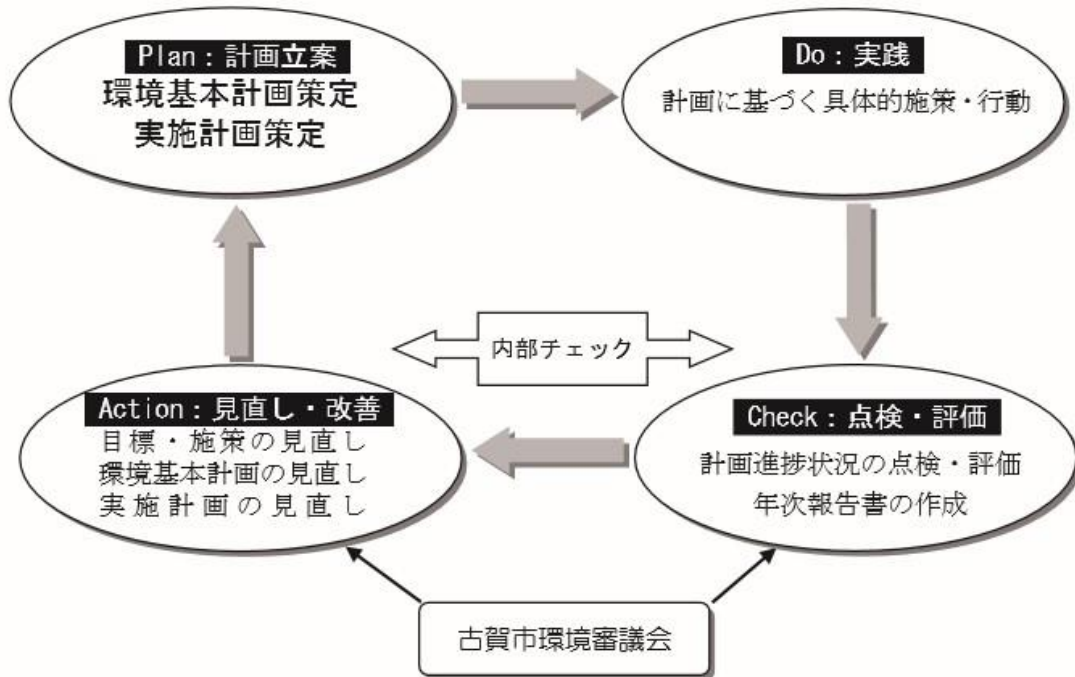 Plan：計画立案
環境基本計画策定
実施計画策定
Do：実践
計画に基づく具体的施策・行動
内部チェック
Action：見直し・改善
目標・施策の見直し
環境基本計画の見直し
実施計画の見直し
Check：点検・評価
計画進捗状況の点検・評価
年次報告書の作成
古賀市環境審議会